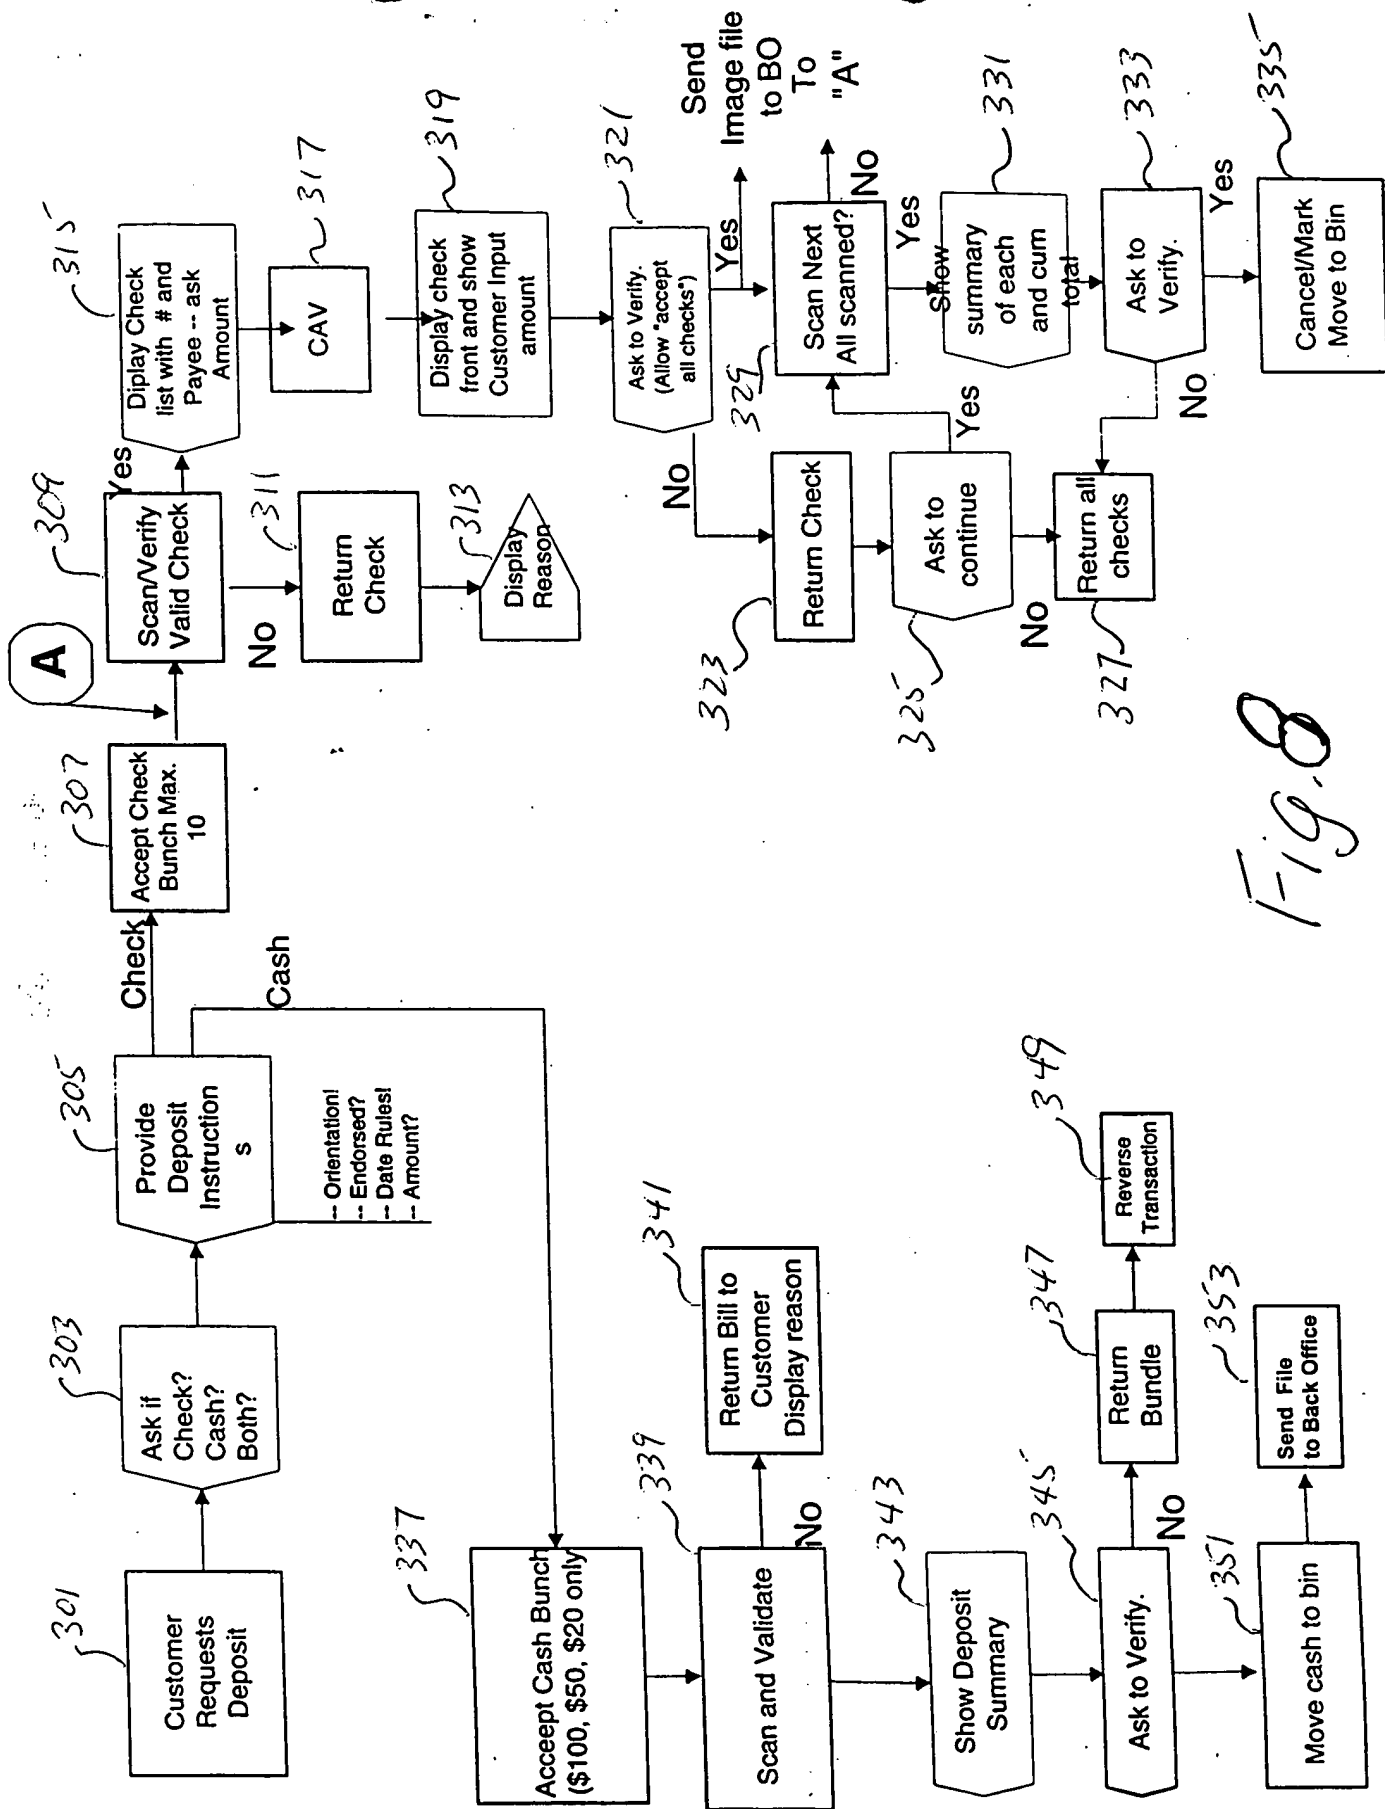 301
Customer
Requests
Deposit
303
Ask if
Check?
Cash?
Both?
305
Provide
Deposit
Instruction
s
-- Orientation!
-- Endorsed?
-- Date Rules!
-- Amount?
Check
Cash
307
Accept Check
Bunch Max.
10
A
309
Scan/Verify
Valid Check
Yes
No
311
Return
Check
313
Display
Reason
315
Diplay Check
list with # and
Payee -- ask
Amount
317
CAV
319
Display check
front and show
Customer Input
amount
321
Ask to Verify.
(Allow "accept
all checks")
Yes
No
Send
Image file
to BO
To
"A"
323
Return Check
325
Ask to
continue
Yes
No
327
Return all
checks
329
Scan Next
All scanned?
No
Yes
331
Show
summary
of each
and cum
total
333
Ask to
Verify.
No
Yes
335
Cancel/Mark
Move to Bin
337
Acceept Cash Bunch
($100, $50, $20 only)
339
Scan and Validate
No
341
Return Bill to
Customer
Display reason
343
Show Deposit
Summary
345
Ask to Verify.
No
347
Return
Bundle
349
Reverse
Transaction
351
Move cash to bin
353
Send File
to Back Office
Fig. 8